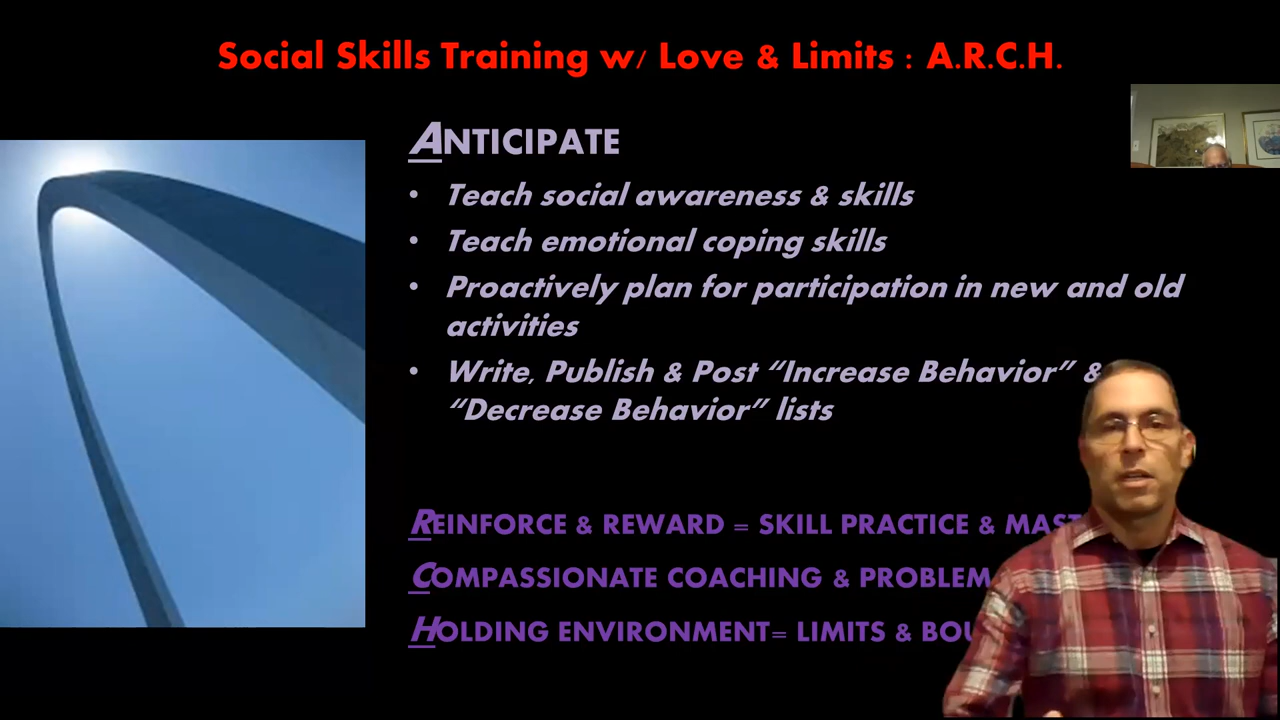 Social Skills Training w/ Love & Limits : A.R.C.H.
ANTICIPATE
• Teach social awareness & skills
• Teach emotional coping skills
• Proactively plan for participation in new and old
activities
• Write, Publish & Post “Increase Behavior” &
“Decrease Behavior” lists
REINFORCE & REWARD = SKILL PRACTICE &
COMPASSIONATE COACHING & PROBLEM
HOLDING ENVIRONMENT= LIMITS &